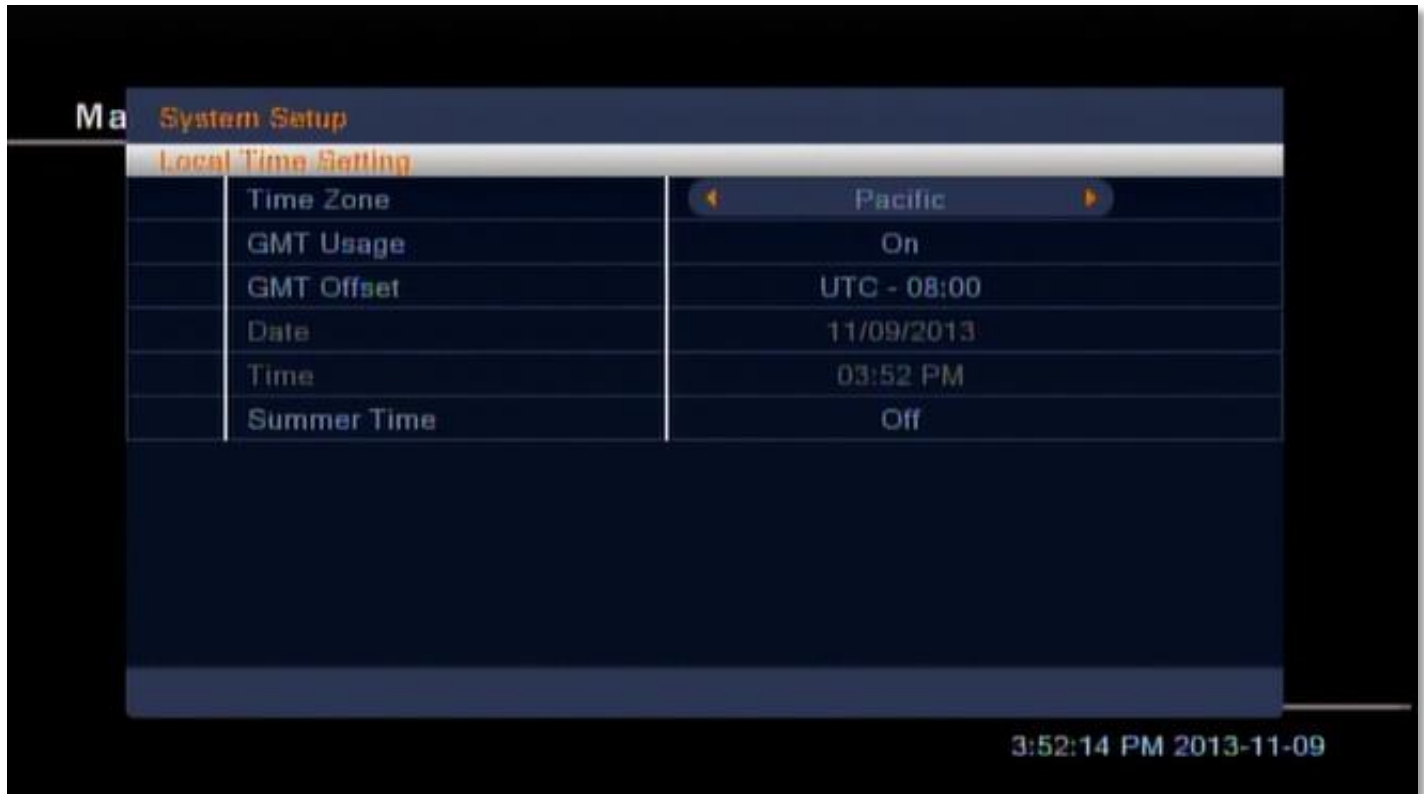 Ma System Setup
Local Time Setting
Time Zone Pacific
GMT Usage On
GMT Offset UTC - 08:00
Date 11/09/2013
Time 03:52 PM
Summer Time Off
3:52:14 PM 2013-11-09